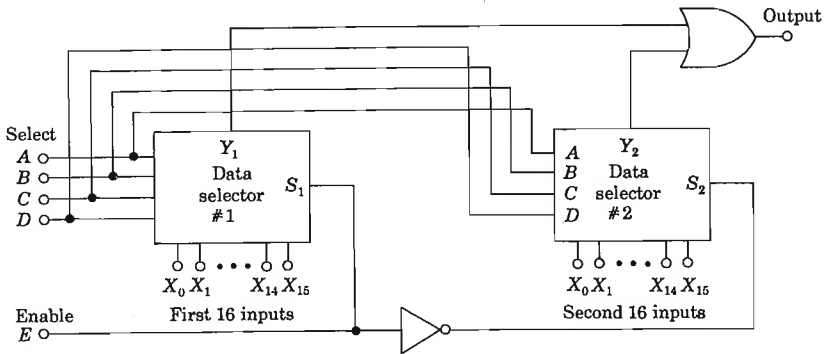 Output
Select
A
B
C
D
Y₁
Data
selector
#1
S₁
X₀ X₁ • • • X₁₄ X₁₅
First 16 inputs
A
B
C
D
Y₂
Data
selector
#2
S₂
X₀ X₁ • • • X₁₄ X₁₅
Second 16 inputs
Enable
E